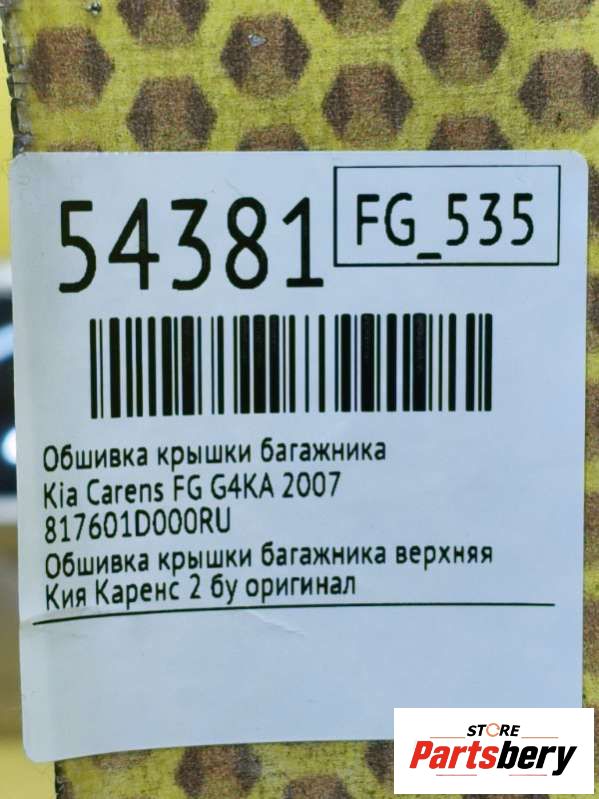 54381
FG_535
Обшивка крышки багажника
Kia Carens FG G4KA 2007
817601D000RU
Обшивка крышки багажника верхняя
Кия Каренс 2 бу оригинал
STORE
Partsbery